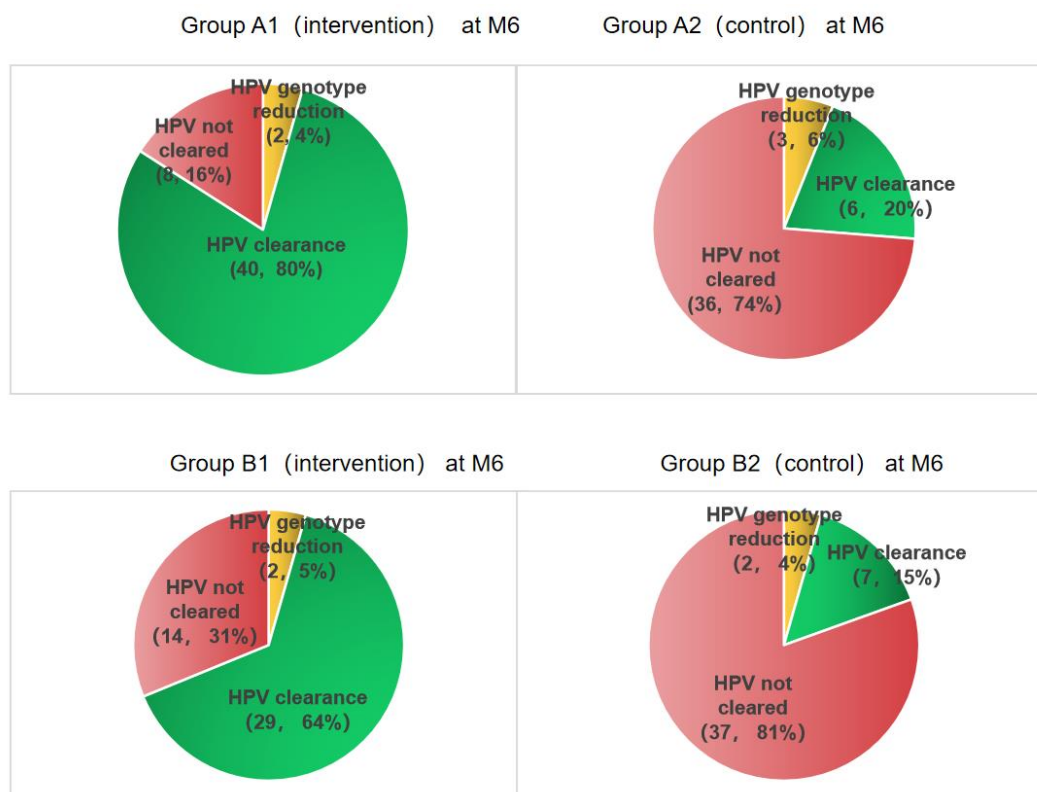 Group A1 (intervention) at M6
Group A2 (control) at M6
HPV genotype
reduction
(2, 4%)
HPV not
cleared
(8, 16%)
HPV clearance
(40, 80%)
HPV genotype
reduction
(3, 6%)
HPV clearance
(6, 20%)
HPV not
cleared
(36, 74%)
Group B1 (intervention) at M6
Group B2 (control) at M6
HPV genotype
reduction
(2, 5%)
HPV not
cleared
(14, 31%)
HPV clearance
(29, 64%)
HPV genotype
reduction
(2, 4%)
HPV clearance
(7, 15%)
HPV not
cleared
(37, 81%)